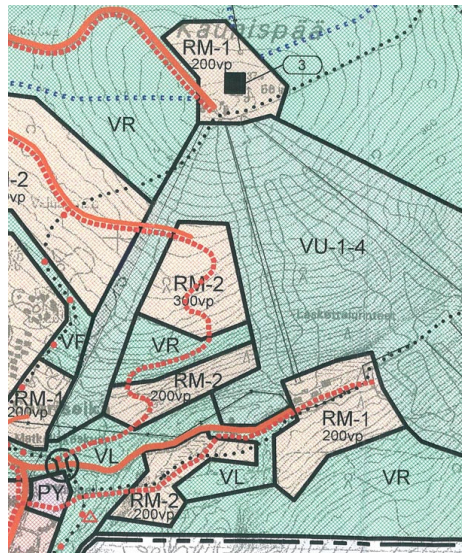 Kaunispää
RM-1
200vp
3
VR
-2
VU-1-4
RM-2
300vp
Laskettelurinteet
VR
VR
RM-2
200vp
RM-1
200vp
RM-1
200vp
VL
VL
VR
PY
RM-2
200vp